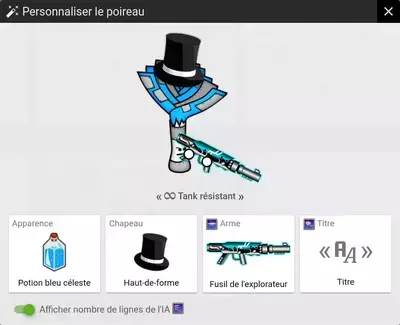 Personnaliser le poireau
« ∞ Tank résistant »
Apparence
Potion bleu céleste
Chapeau
Haut-de-forme
Arme
Fusil de l'explorateur
Titre
« AA »
Titre
Afficher nombre de lignes de l'IA